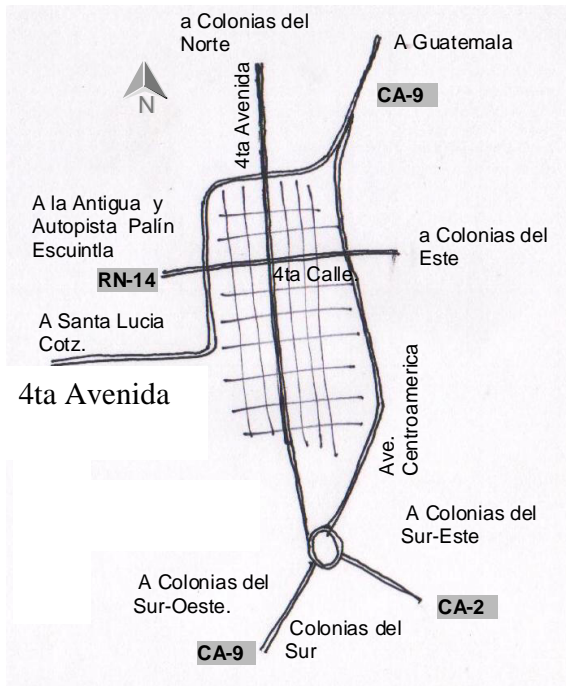 a Colonias del
Norte
A Guatemala
CA-9
4ta Avenida
N
A la Antigua y
Autopista Palín
Escuintla
RN-14
a Colonias del
Este
4ta Calle.
A Santa Lucia
Cotz.
4ta Avenida
Ave.
Centroamerica
A Colonias del
Sur-Este
A Colonias del
Sur-Oeste.
CA-2
Colonias del
Sur
CA-9